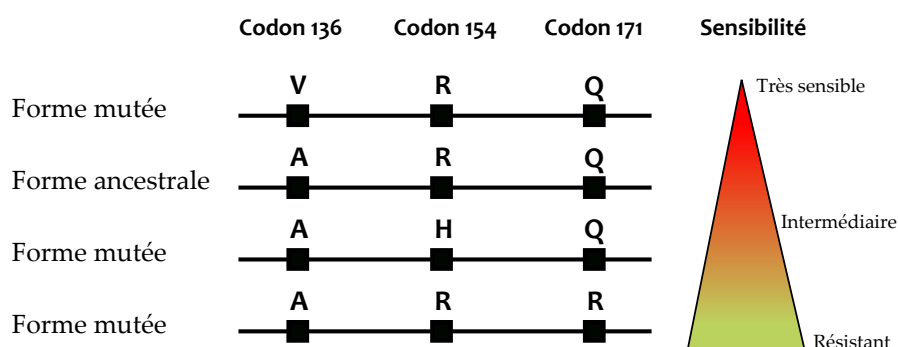 Codon 136 Codon 154 Codon 171 Sensibilité
V R Q
Très sensible
Forme mutée
A R Q
Forme ancestrale
A H Q
Intermédiaire
Forme mutée
A R R
Forme mutée
Résistant